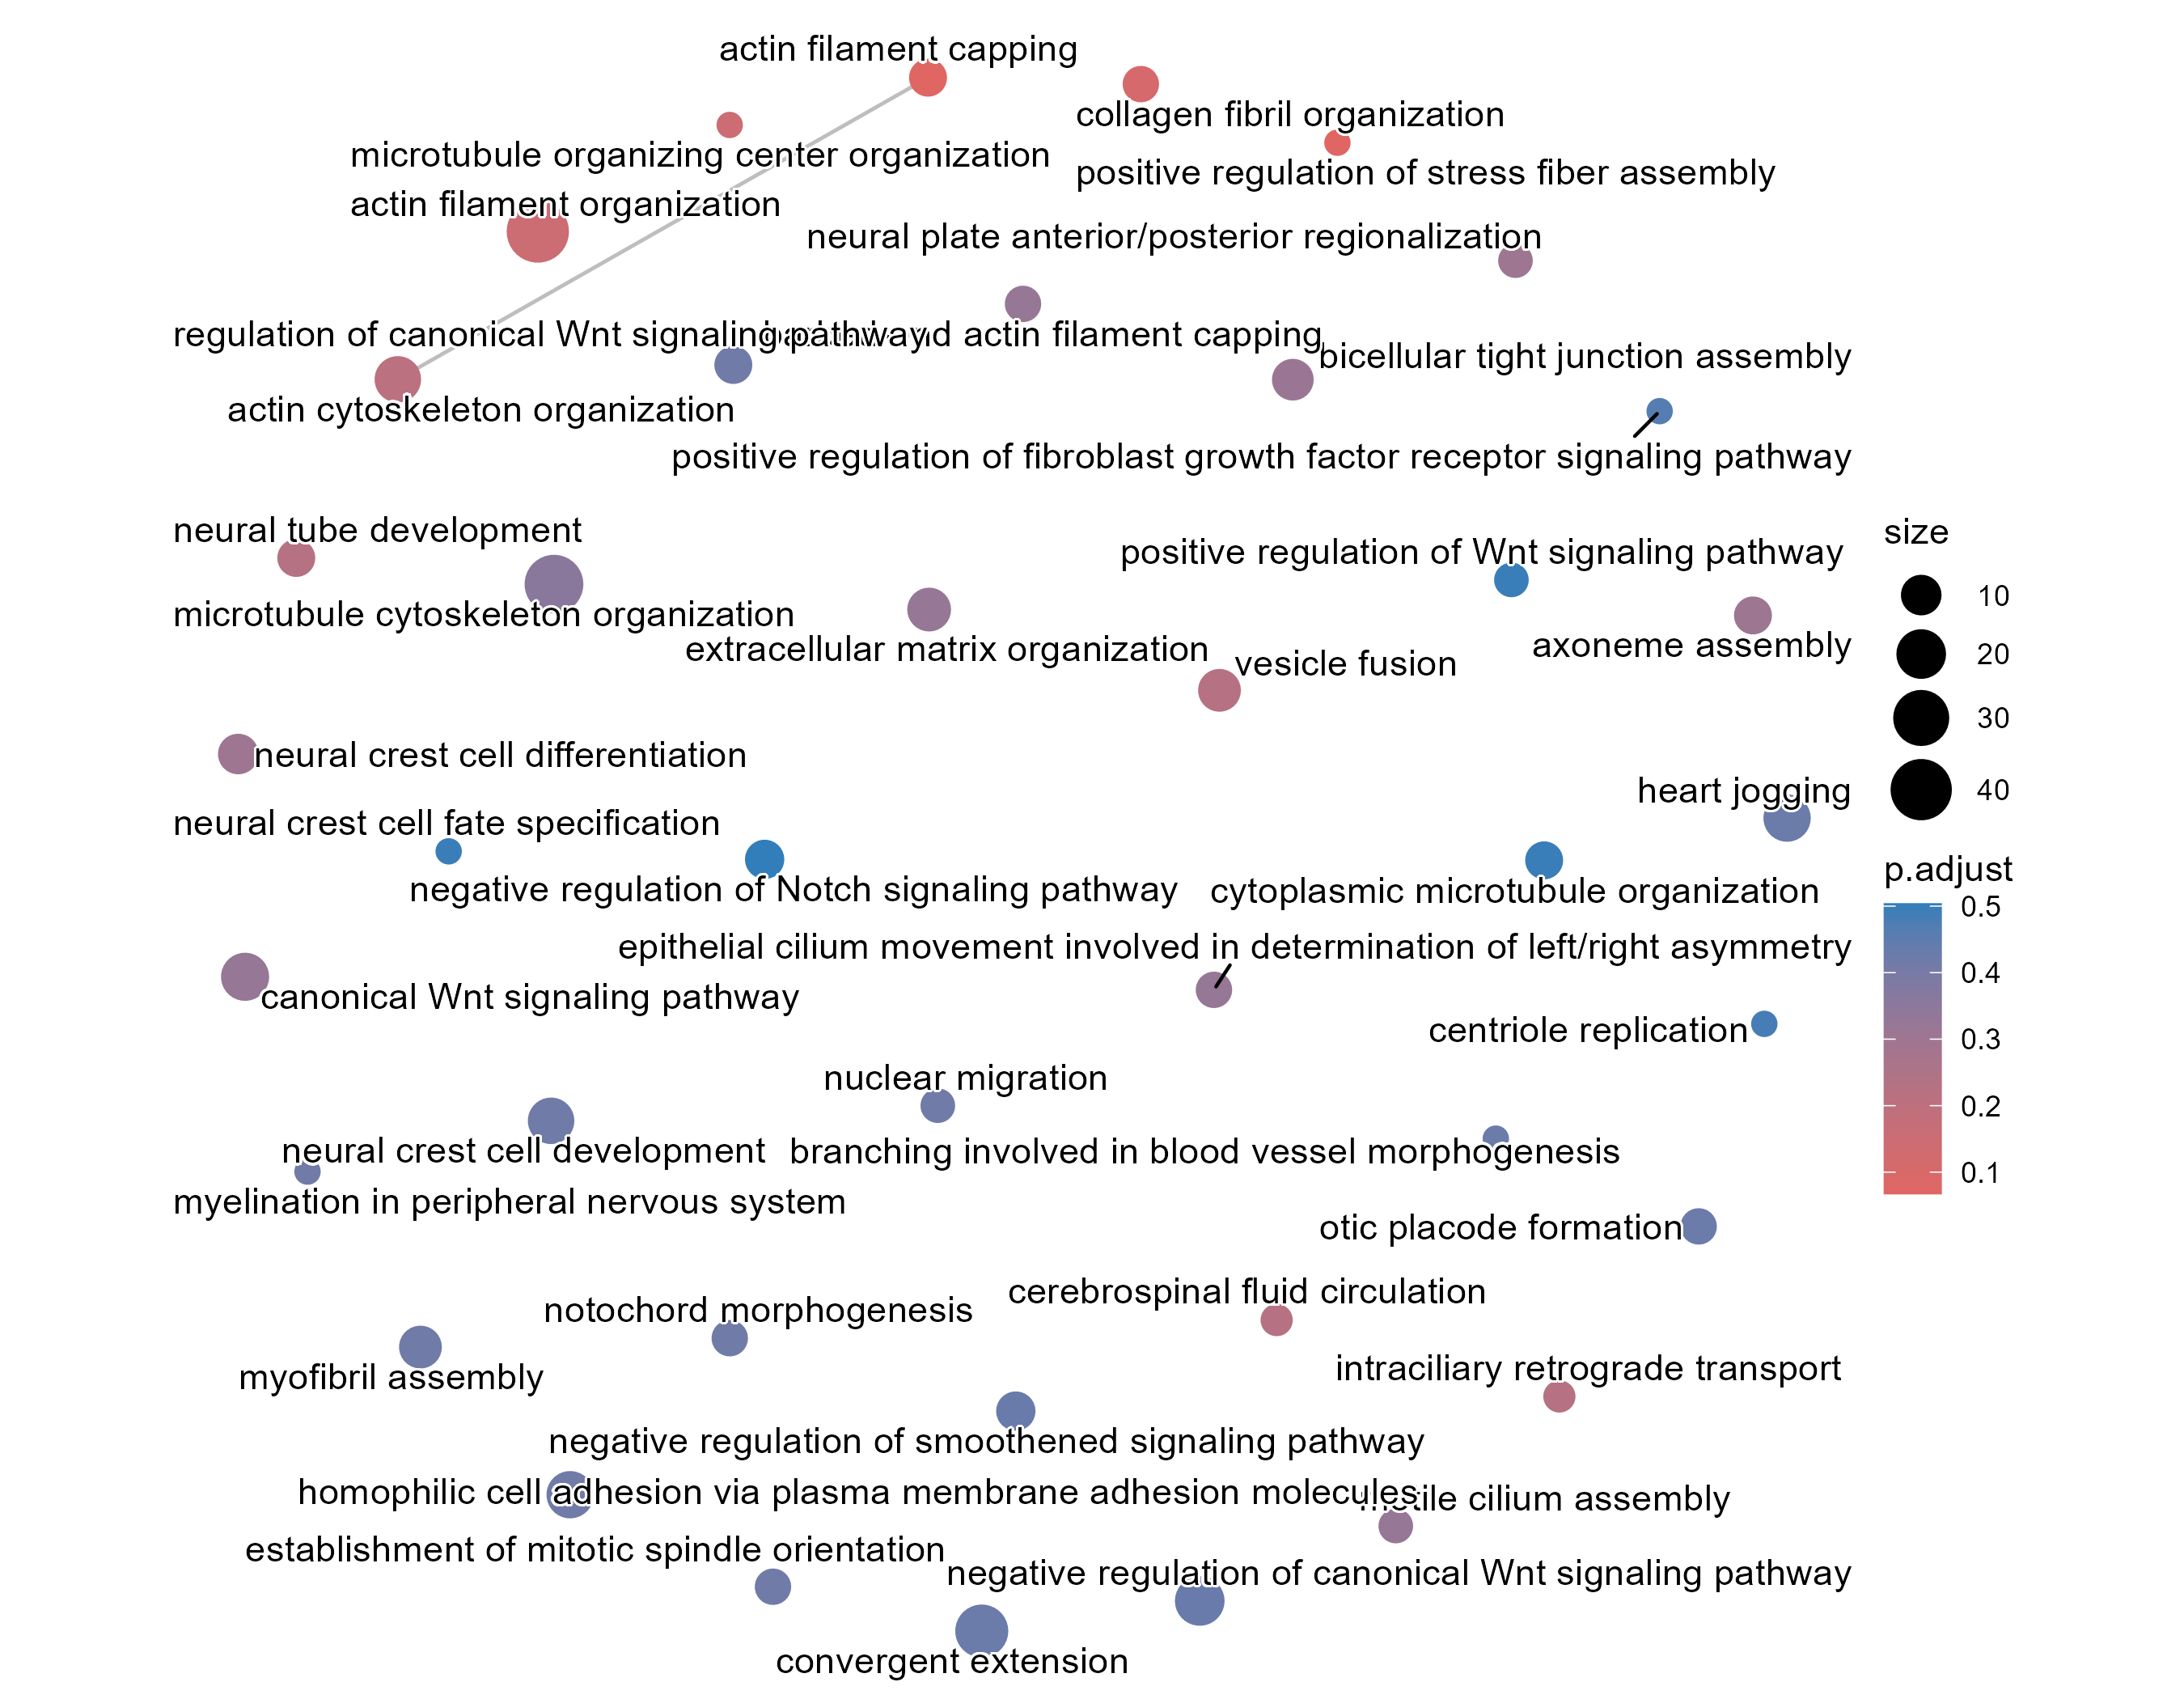 actin filament capping
collagen fibril organization
microtubule organizing center organization
positive regulation of stress fiber assembly
actin filament organization
neural plate anterior/posterior regionalization
regulation of canonical Wnt signaling pathway
actin filament capping
bicellular tight junction assembly
actin cytoskeleton organization
positive regulation of fibroblast growth factor receptor signaling pathway
neural tube development
size
positive regulation of Wnt signaling pathway
10
microtubule cytoskeleton organization
extracellular matrix organization
axoneme assembly
20
vesicle fusion
30
neural crest cell differentiation
heart jogging
40
neural crest cell fate specification
p.adjust
negative regulation of Notch signaling pathway
cytoplasmic microtubule organization
0.5
epithelial cilium movement involved in determination of left/right asymmetry
0.4
canonical Wnt signaling pathway
centriole replication
0.3
nuclear migration
0.2
neural crest cell development
branching involved in blood vessel morphogenesis
0.1
myelination in peripheral nervous system
otic placode formation
cerebrospinal fluid circulation
notochord morphogenesis
intraciliary retrograde transport
myofibril assembly
negative regulation of smoothened signaling pathway
homophilic cell adhesion via plasma membrane adhesion molecules
cilium assembly
establishment of mitotic spindle orientation
negative regulation of canonical Wnt signaling pathway
convergent extension